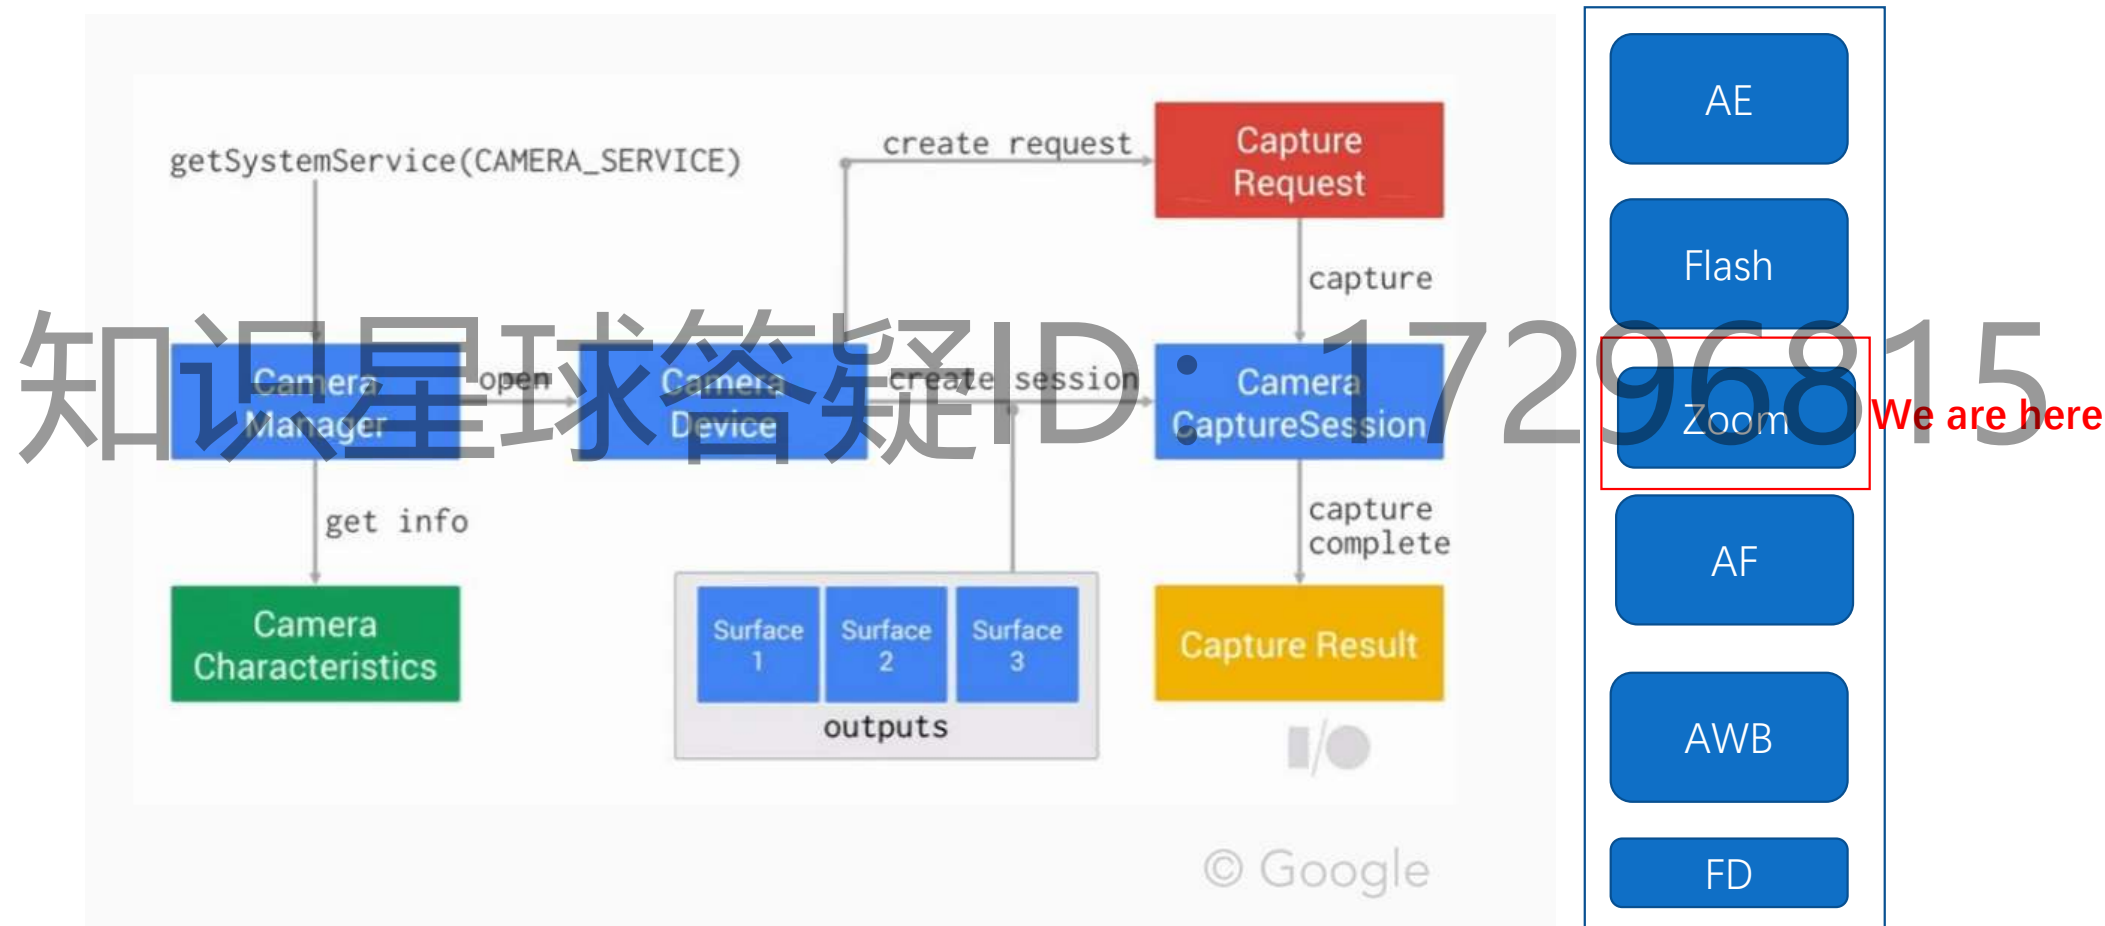 getSystemService(CAMERA_SERVICE)
create request
Capture
Request
capture
Camera
Manager
open
Camera
Device
create session
Camera
CaptureSession
get info
capture
complete
Camera
Characteristics
Surface
1
Surface
2
Surface
3
outputs
Capture Result
I/O
© Google
AE
Flash
Zoom
We are here
AF
AWB
FD
知识星球答疑ID：17296815